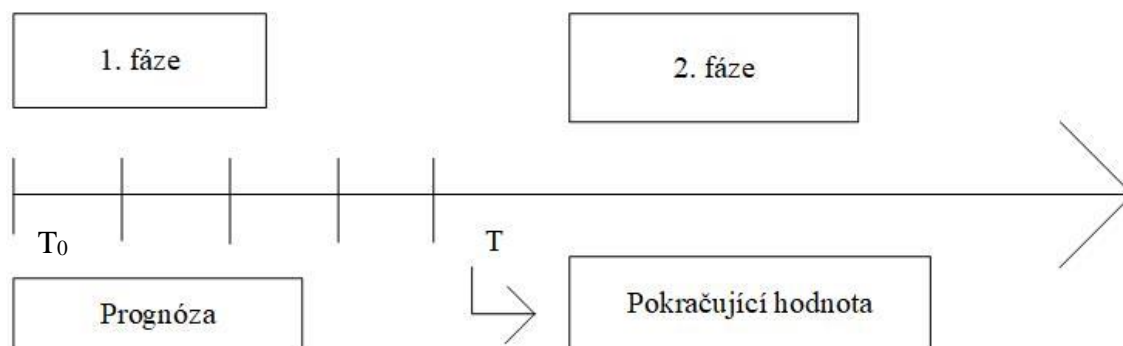 1. fáze
2. fáze
T₀
T
Prognóza
Pokračující hodnota